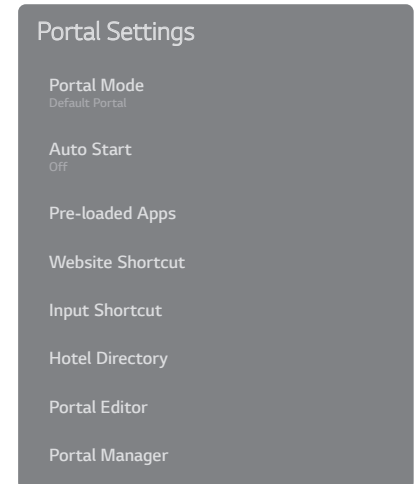 Portal Settings
Portal Mode
Default Portal
Auto Start
Off
Pre-loaded Apps
Website Shortcut
Input Shortcut
Hotel Directory
Portal Editor
Portal Manager